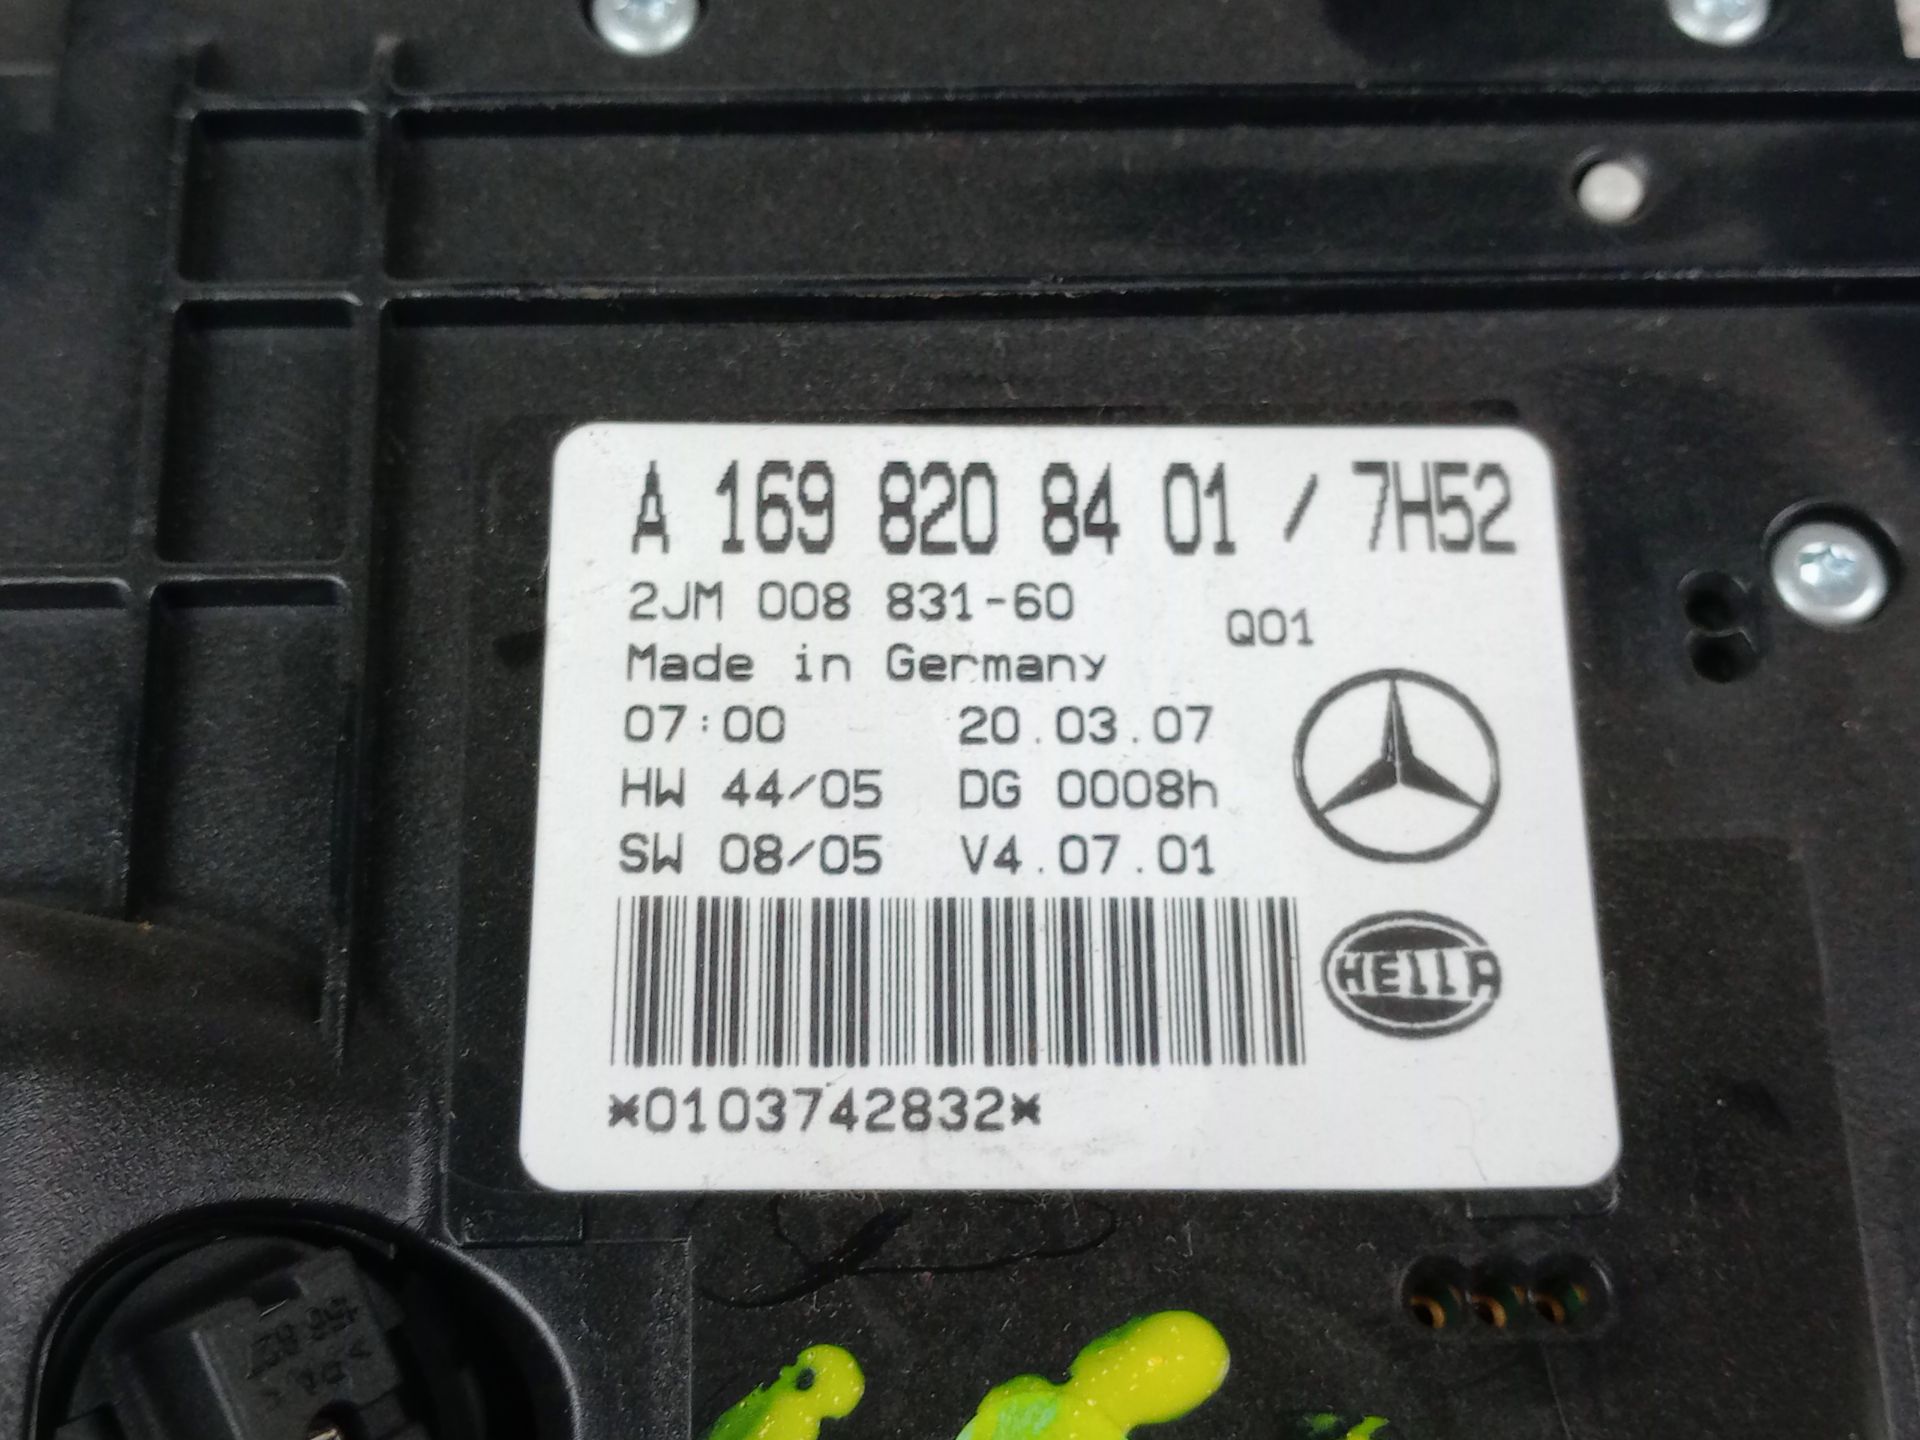 A 169 820 84 01 / 7H52
2JM 008 831-60
Q01
Made in Germany
07:00 20.03.07
HW 44/05 DG 0008h
SW 08/05 V4.07.01
HELLA
*0103742832*